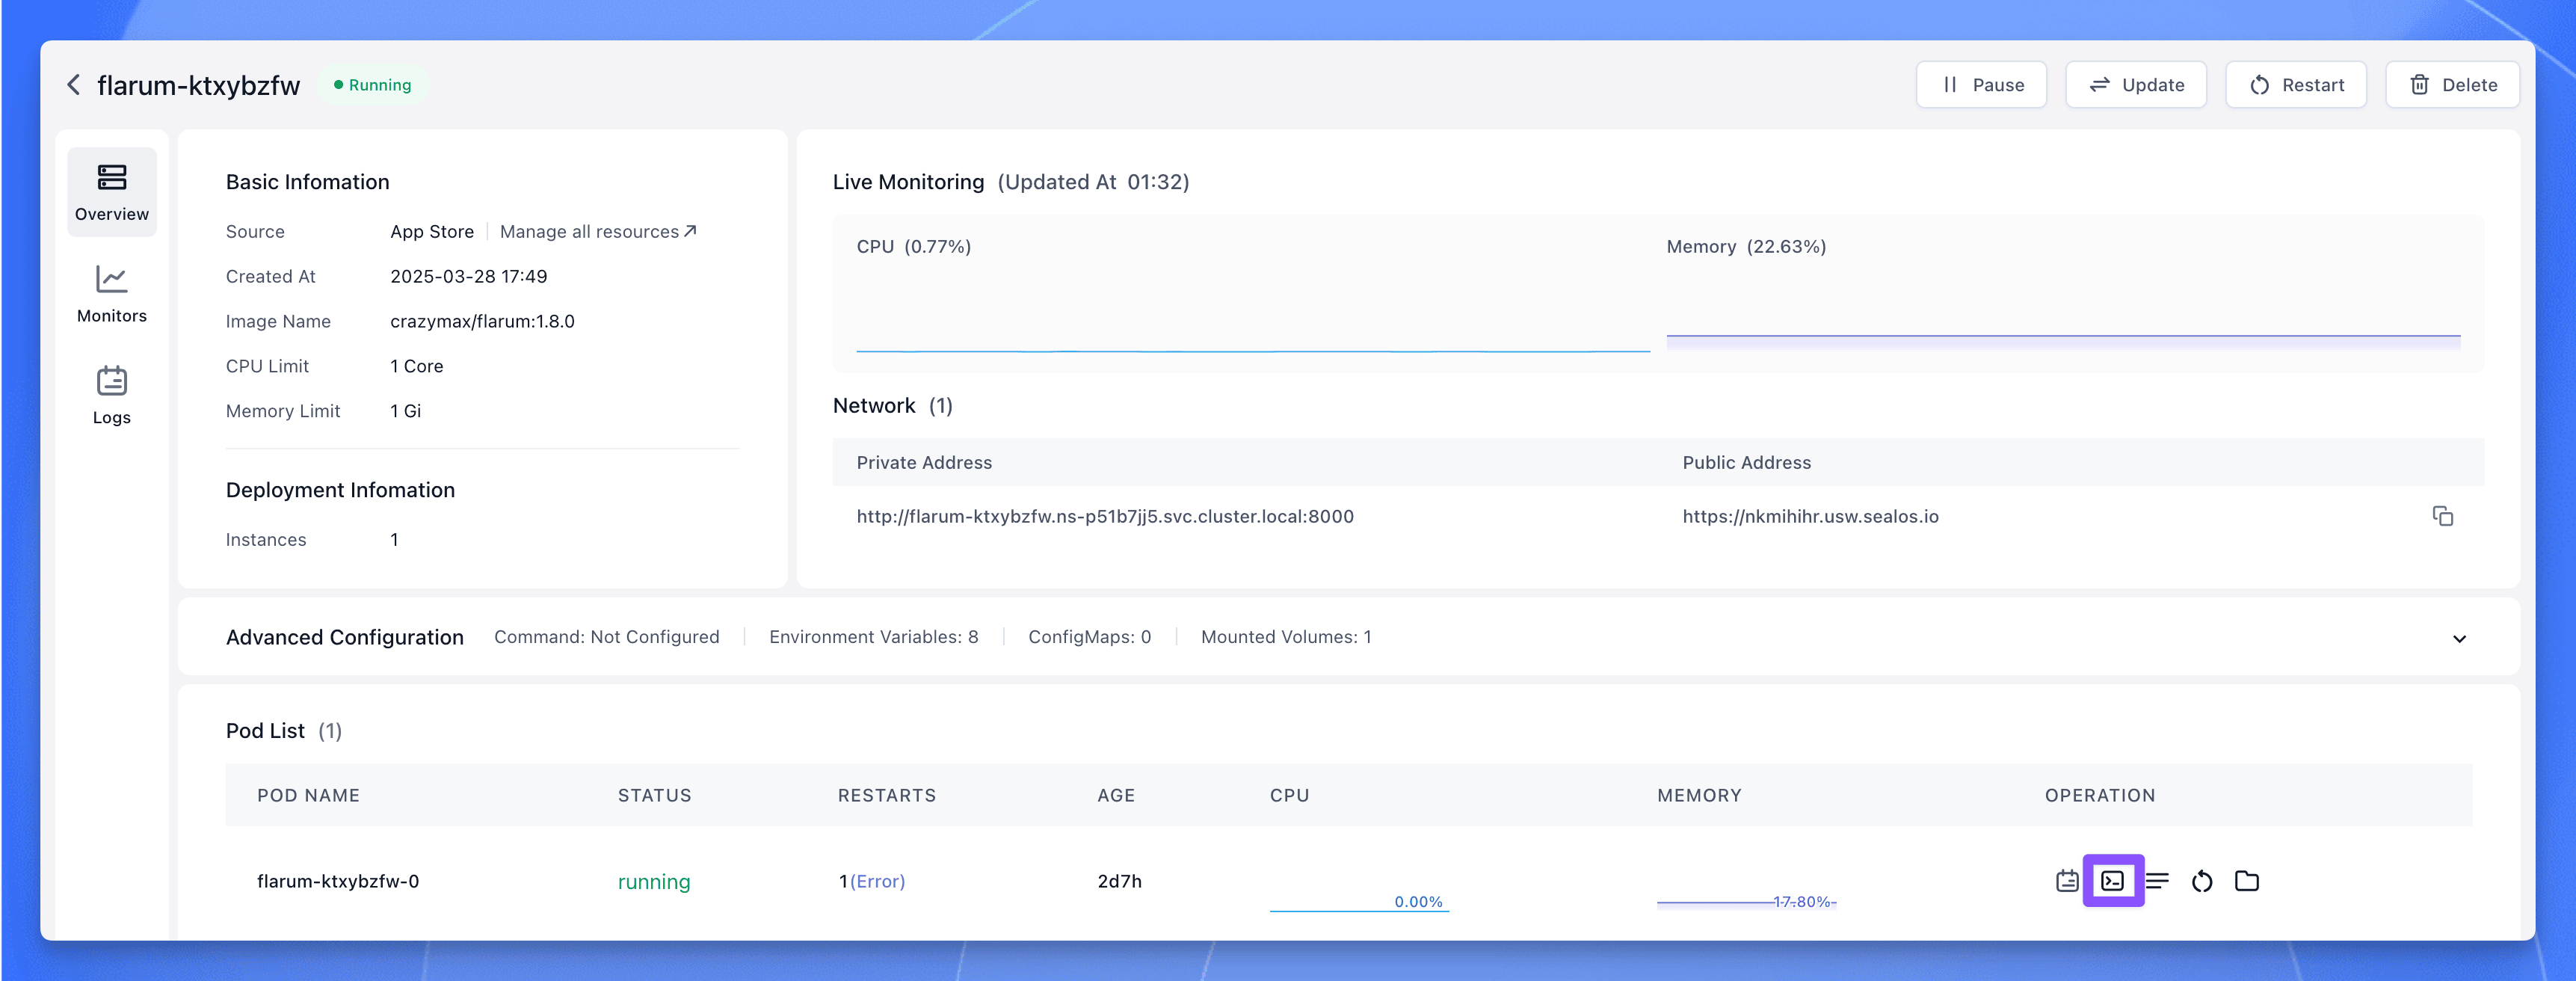 flarum-ktxybzfw
Running
Pause
Update
Restart
Delete
Overview
Monitors
Logs
Basic Infomation
Source App Store Manage all resources
Created At 2025-03-28 17:49
Image Name crazymax/flarum:1.8.0
CPU Limit 1 Core
Memory Limit 1 Gi
Deployment Infomation
Instances 1
Live Monitoring (Updated At 01:32)
CPU (0.77%) Memory (22.63%)
Network (1)
Private Address Public Address
http://flarum-ktxybzfw.ns-p51b7jj5.svc.cluster.local:8000 https://nkmihihr.usw.sealos.io
Advanced Configuration Command: Not Configured Environment Variables: 8 ConfigMaps: 0 Mounted Volumes: 1
Pod List (1)
POD NAME STATUS RESTARTS AGE CPU MEMORY OPERATION
flarum-ktxybzfw-0 running 1(Error) 2d7h 0.00% 17.80%